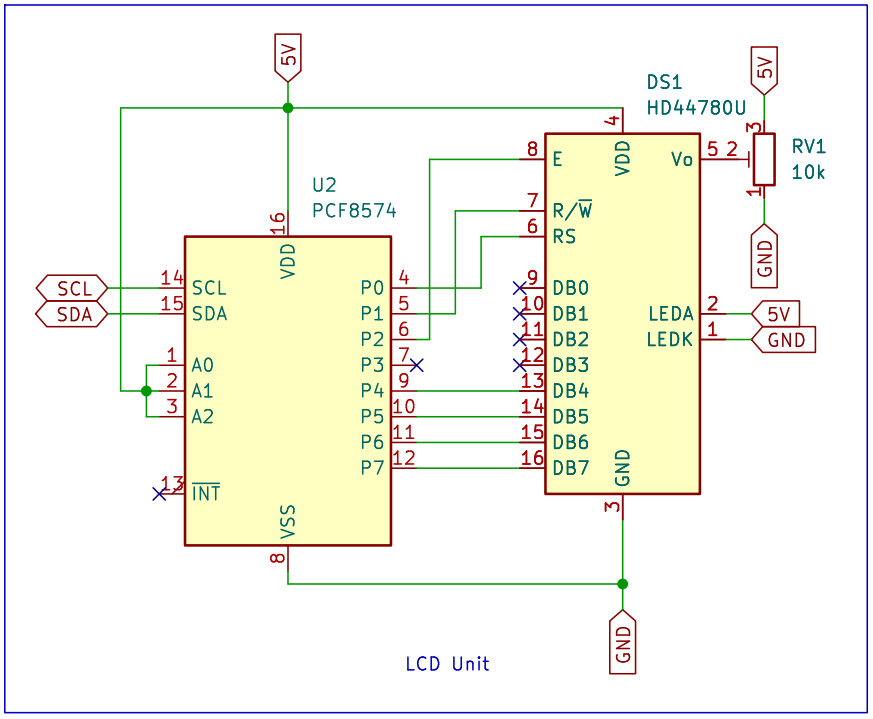 5V
5V
DS1
HD44780U
4
3
VDD
8 E
Vo 5 2
RV1
10k
1
U2
PCF8574
16
VDD
7 R/W
6 RS
GND
SCL 14 SCL
P0 4
9 DB0
SDA 15 SDA
P1 5
10 DB1
LEDA 2 5V
P2 6
11 DB2
LEDK 1 GND
1 A0
P3 7
12 DB3
2 A1
P4 9
13 DB4
3 A2
P5 10
14 DB5
P6 11
15 DB6
P7 12
16 DB7
GND
13 INT
VSS
3
8
GND
LCD Unit